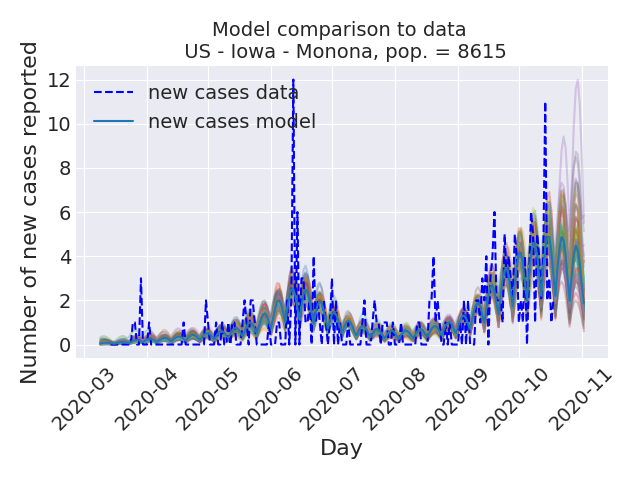 Model comparison to data
US - Iowa - Monona, pop. = 8615
Number of new cases reported
12
10
8
6
4
2
0
new cases data
new cases model
2020-03
2020-04
2020-05
2020-06
2020-07
2020-08
2020-09
2020-10
2020-11
Day